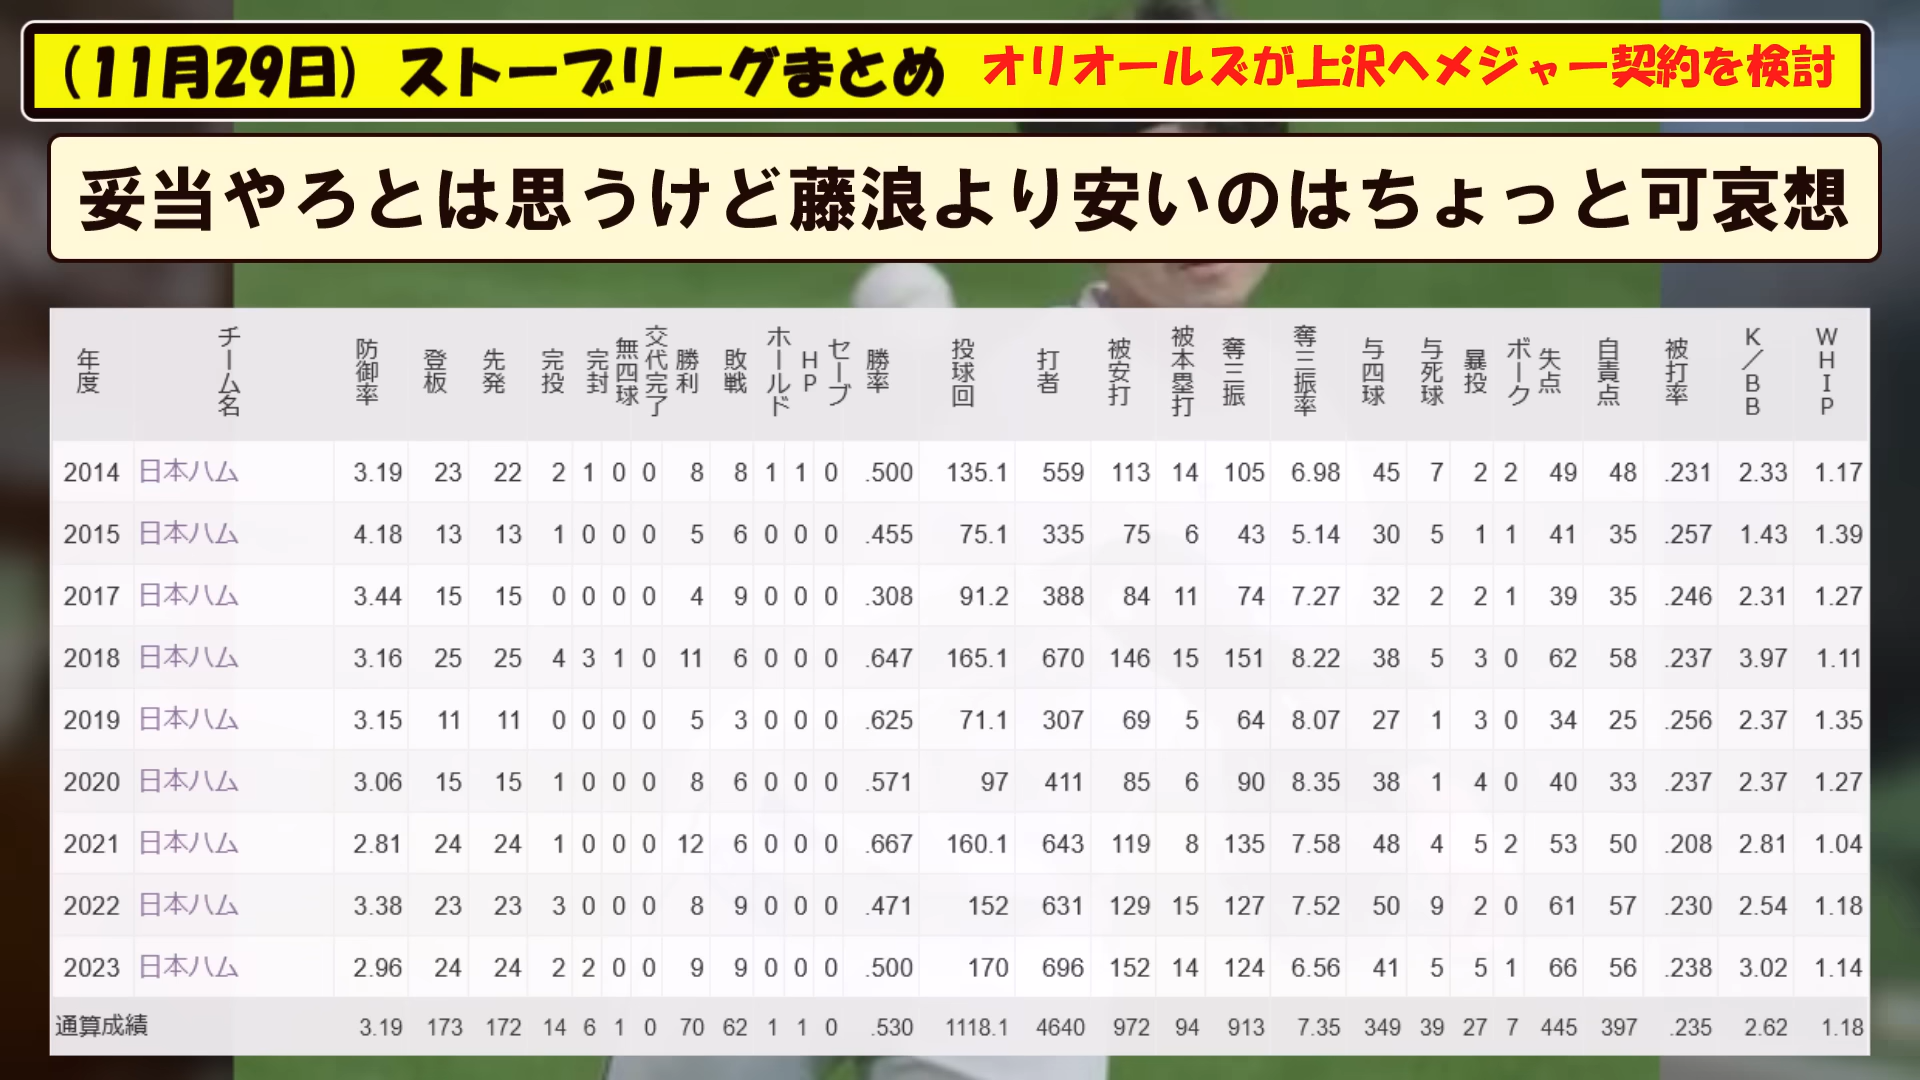 (11月29日) ストーブリーグまとめ オリオールズが上沢へメジャー契約を検討
妥当やろとは思うけど藤浪より安いのはちょっと可哀想
年度 チーム名 防御率 登板 先発 完投 完封 無四球 交代完了 勝利 敗戦 ホールド HP セーブ 勝率 投球回 打者 被安打 被本塁打 奪三振 奪三振率 与四球 与死球 暴投 ボーク 失点 自責点 被打率 K/BB WHIP
2014 日本ハム 3.19 23 22 2 1 0 0 8 8 1 1 0 .500 135.1 559 113 14 105 6.98 45 7 2 2 49 48 .231 2.33 1.17
2015 日本ハム 4.18 13 13 1 0 0 0 5 6 0 0 0 .455 75.1 335 75 6 43 5.14 30 5 1 1 41 35 .257 1.43 1.39
2017 日本ハム 3.44 15 15 0 0 0 0 4 9 0 0 0 .308 91.2 388 84 11 74 7.27 32 2 2 1 39 35 .246 2.31 1.27
2018 日本ハム 3.16 25 25 4 3 1 0 11 6 0 0 0 .647 165.1 670 146 15 151 8.22 38 5 3 0 62 58 .237 3.97 1.11
2019 日本ハム 3.15 11 11 0 0 0 0 5 3 0 0 0 .625 71.1 307 69 5 64 8.07 27 1 3 0 34 25 .256 2.37 1.35
2020 日本ハム 3.06 15 15 1 0 0 0 8 6 0 0 0 .571 97 411 85 6 90 8.35 38 1 4 0 40 33 .237 2.37 1.27
2021 日本ハム 2.81 24 24 1 0 0 0 12 6 0 0 0 .667 160.1 643 119 8 135 7.58 48 4 5 2 53 50 .208 2.81 1.04
2022 日本ハム 3.38 23 23 3 0 0 0 8 9 0 0 0 .471 152 631 129 15 127 7.52 50 9 2 0 61 57 .230 2.54 1.18
2023 日本ハム 2.96 24 24 2 2 0 0 9 9 0 0 0 .500 170 696 152 14 124 6.56 41 5 5 1 66 56 .238 3.02 1.14
通算成績 3.19 173 172 14 6 1 0 70 62 1 1 0 .530 1118.1 4640 972 94 913 7.35 349 39 27 7 445 397 .235 2.62 1.18